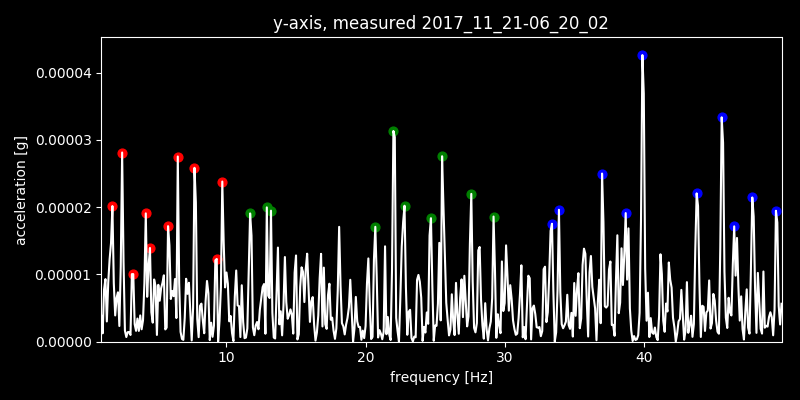 y-axis, measured 2017_11_21-06_20_02
0.00004
0.00003
0.00002
0.00001
0.00000
acceleration [g]
10 20 30 40
frequency [Hz]